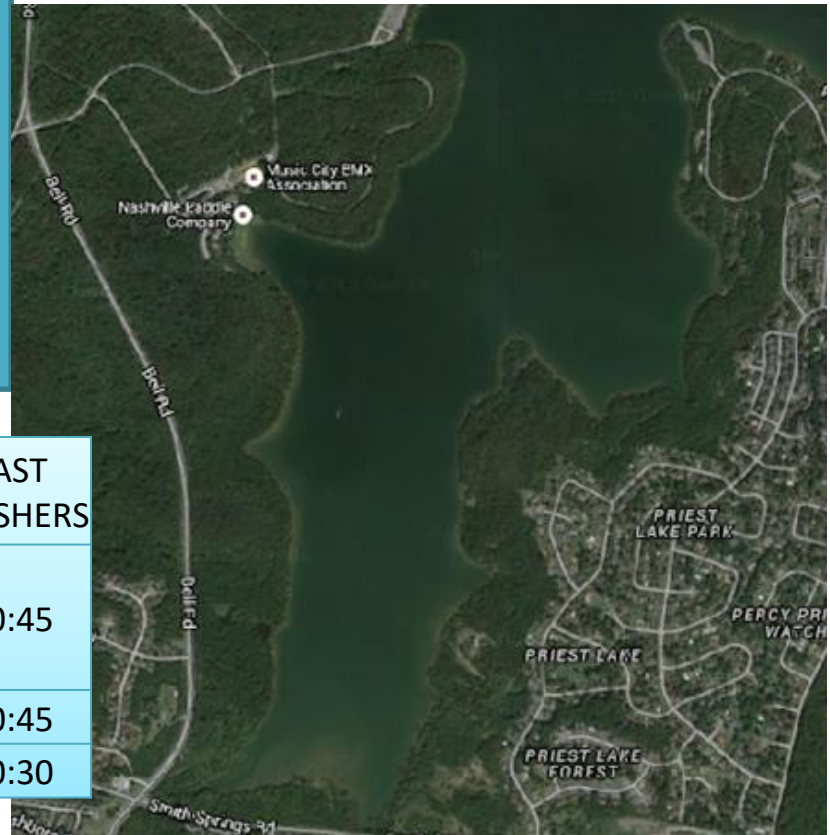 Bell Rd
Music City BMX
Association
Nashville Paddle
Company
Bell Rd
AST
SHERS
0:45
0:45
0:30
Bell Rd
PRIEST
LAKE PARK
PERCY PRI
WATCH
PRIEST LAKE
PRIEST LAKE
FOREST
Smith Springs Rd